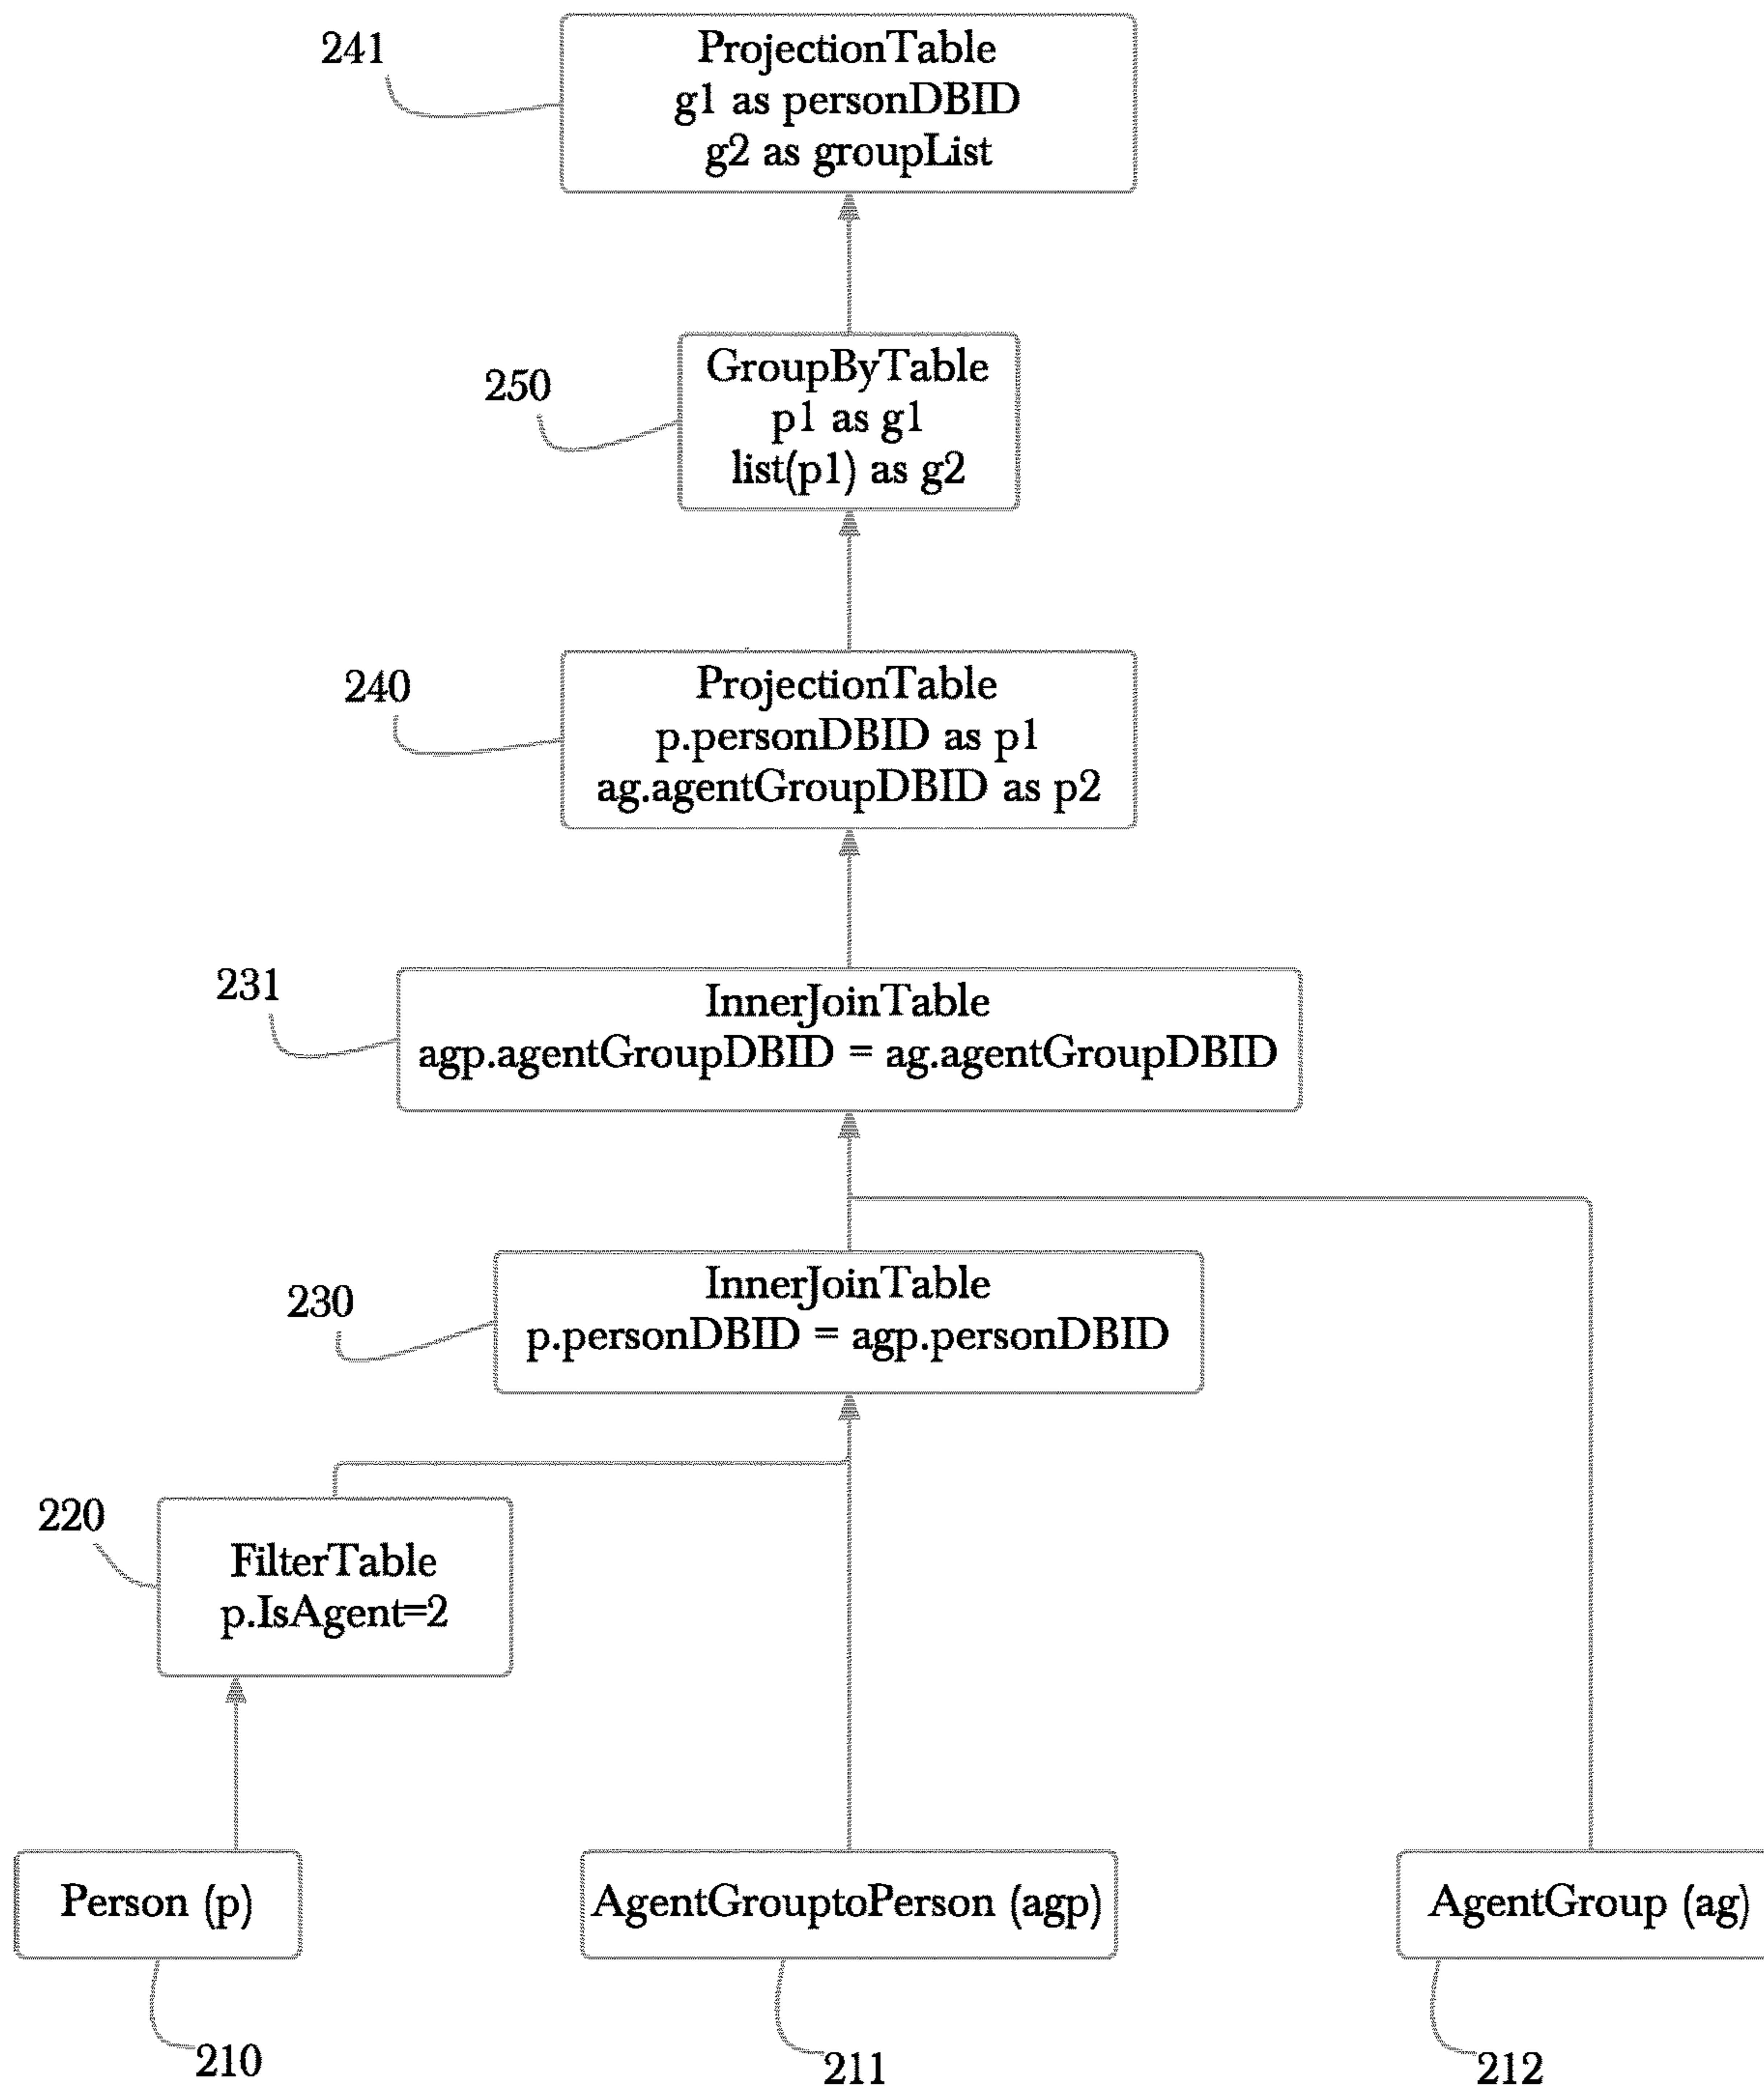 241
ProjectionTable
g1 as personDBID
g2 as groupList
250
GroupByTable
p1 as g1
list(p1) as g2
240
ProjectionTable
p.personDBID as p1
ag.agentGroupDBID as p2
231
InnerJoinTable
agp.agentGroupDBID = ag.agentGroupDBID
230
InnerJoinTable
p.personDBID = agp.personDBID
220
FilterTable
p.IsAgent=2
Person (p)
AgentGrouptoPerson (agp)
AgentGroup (ag)
210
211
212